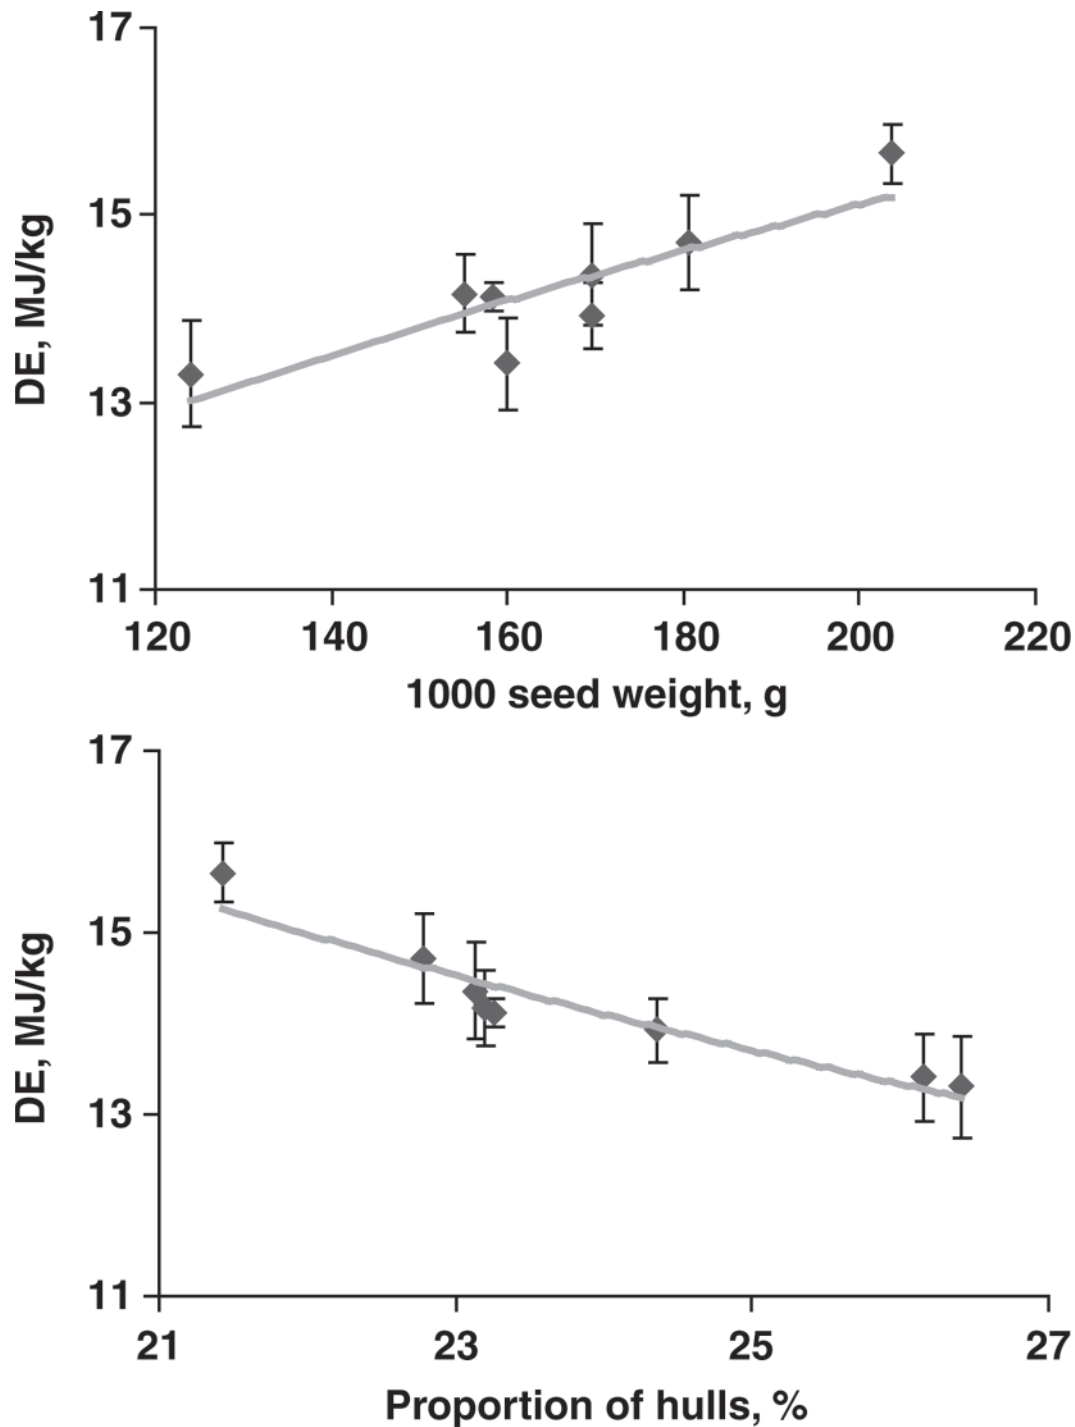 17
15
13
11
DE, MJ/kg
120 140 160 180 200 220
1000 seed weight, g
17
15
13
11
DE, MJ/kg
21 23 25 27
Proportion of hulls, %